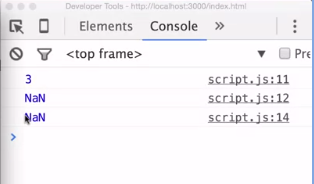 Developer Tools - http://localhost:3000/index.html
Elements Console »
<top frame> ▼ Pre
3 script.js:11
NaN script.js:12
NaN script.js:14
>